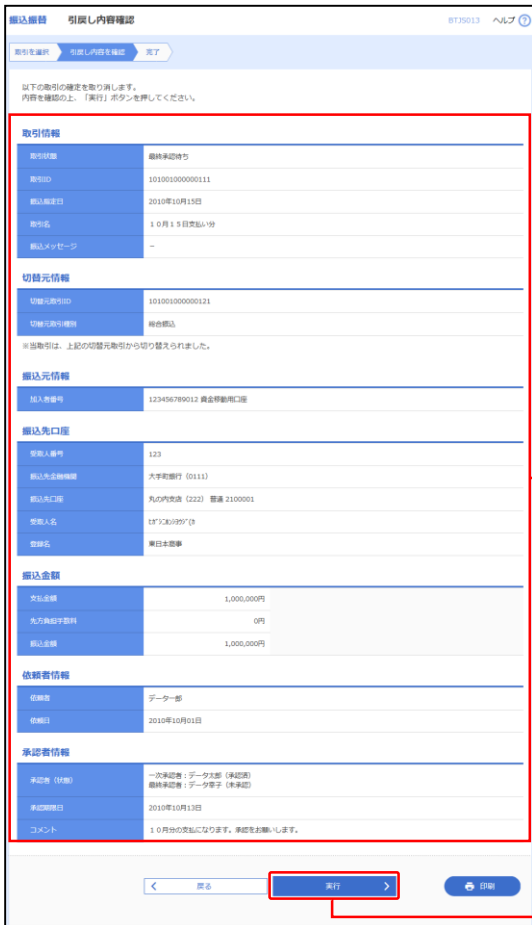 振込振替 引戻し内容確認 BTJS013 ヘルプ ?
取引を選択 引戻し内容を確認 完了
以下の取引の確定を取り消します。
内容を確認の上、「実行」ボタンを押してください。
取引情報
取引状態 最終承認待ち
取引ID 101001000000111
振込指定日 2010年10月15日
取引名 10月15日支払い分
振込メッセージ －
切替元情報
切替元取引ID 101001000000121
切替元取引種別 総合振込
※当取引は、上記の切替元取引から切り替えられました。
振込元情報
加入者番号 123456789012 資金移動用口座
振込先口座
受取人番号 123
振込先金融機関 大手町銀行（0111）
振込先口座 丸の内支店（222） 普通 2100001
受取人名
登録名 東日本商事
振込金額
支払金額 1,000,000円
先方負担手数料 0円
振込金額 1,000,000円
依頼者情報
依頼者 データ一郎
依頼日 2010年10月01日
承認者情報
承認者（状態） 一次承認者：データ太郎（承認済）
最終承認者：データ幸子（未承認）
承認期限日 2010年10月13日
コメント 10月分の支払になります。承認をお願いします。
戻る 実行 印刷